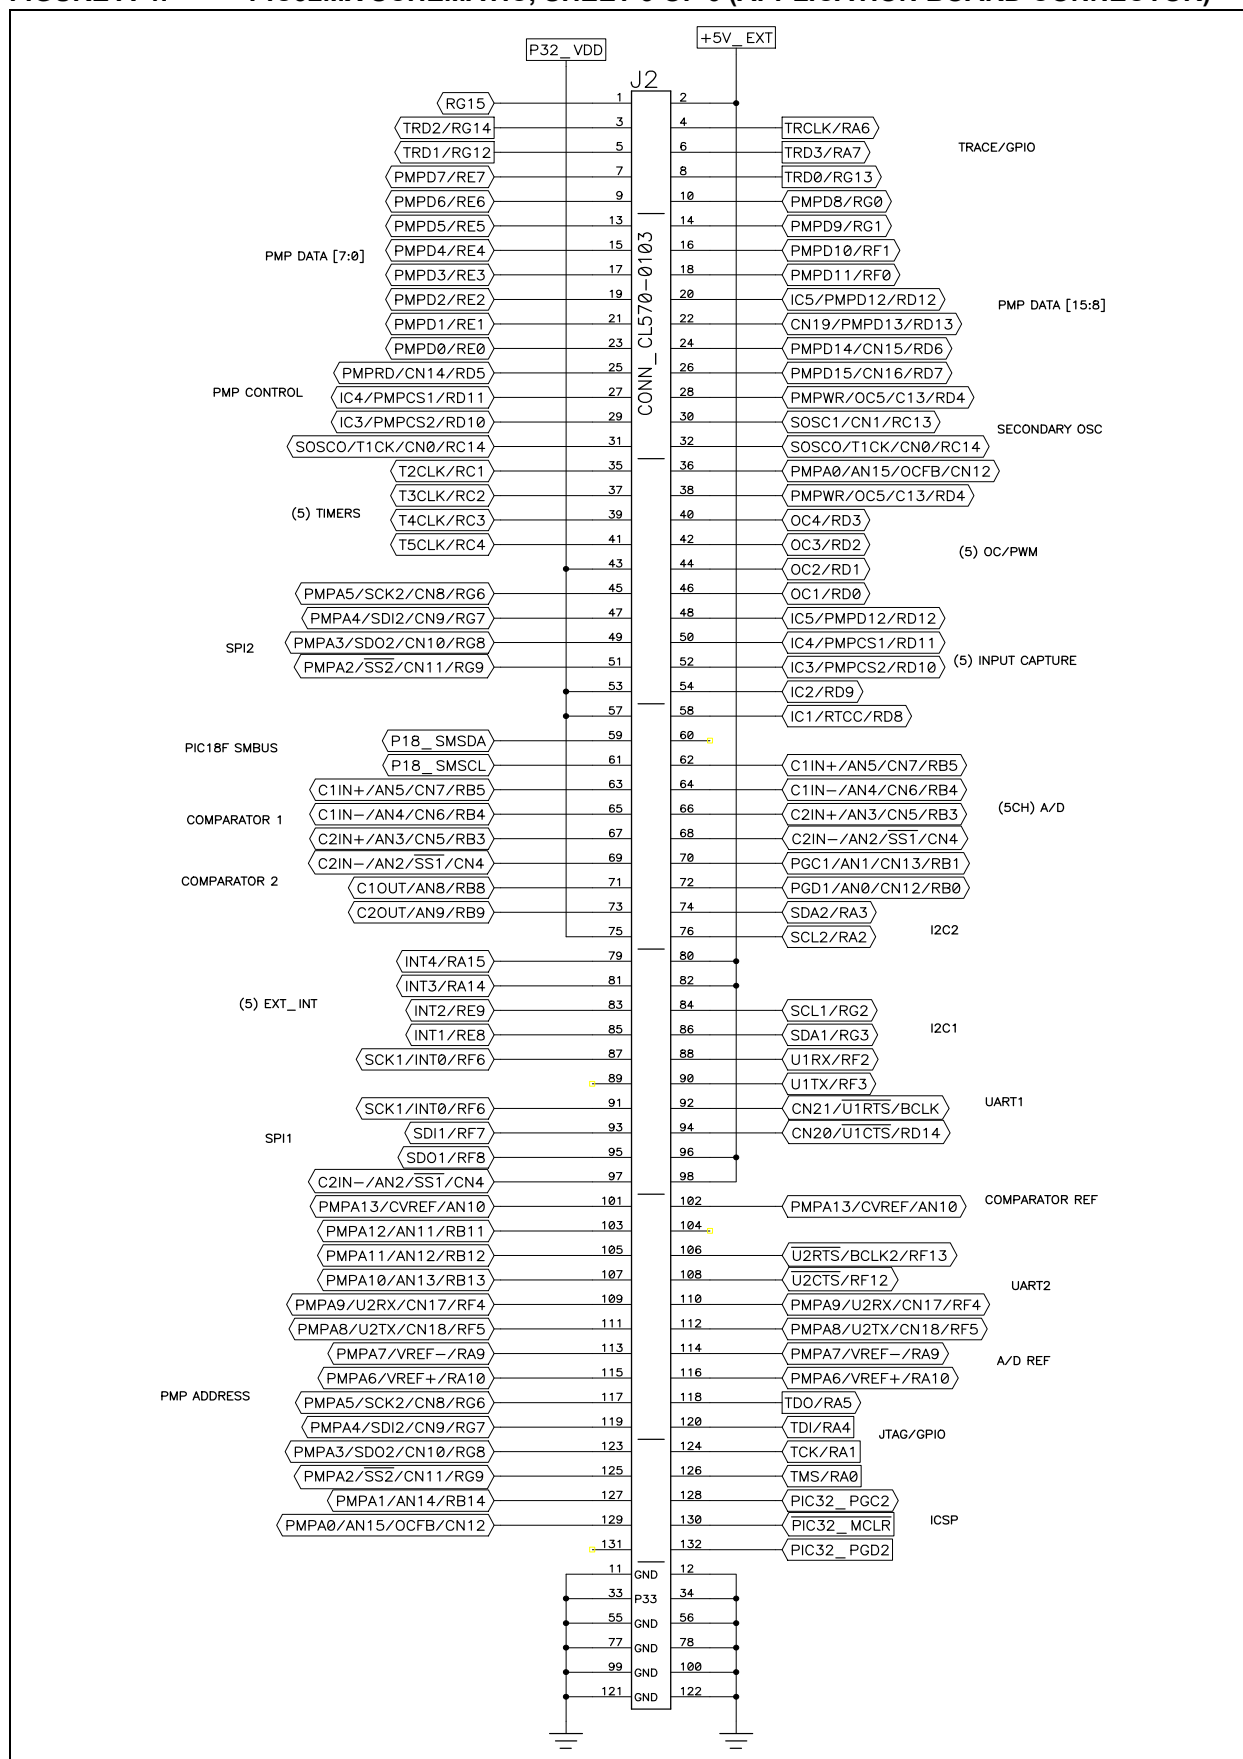 P32_VDD +5V_EXT
J2
CONN_CL570-0103
RG15 1 2
TRD2/RG14 3 4 TRCLK/RA6
TRD1/RG12 5 6 TRD3/RA7 TRACE/GPIO
PMPD7/RE7 7 8 TRD0/RG13
PMPD6/RE6 9 10 PMPD8/RG0
PMPD5/RE5 13 14 PMPD9/RG1
PMP DATA [7:0] PMPD4/RE4 15 16 PMPD10/RF1
PMPD3/RE3 17 18 PMPD11/RF0
PMPD2/RE2 19 20 IC5/PMPD12/RD12 PMP DATA [15:8]
PMPD1/RE1 21 22 CN19/PMPD13/RD13
PMPD0/RE0 23 24 PMPD14/CN15/RD6
PMPRD/CN14/RD5 25 26 PMPD15/CN16/RD7
PMP CONTROL IC4/PMPCS1/RD11 27 28 PMPWR/OC5/C13/RD4
IC3/PMPCS2/RD10 29 30 SOSC1/CN1/RC13 SECONDARY OSC
SOSCO/T1CK/CN0/RC14 31 32 SOSCO/T1CK/CN0/RC14
T2CLK/RC1 35 36 PMPA0/AN15/OCFB/CN12
T3CLK/RC2 37 38 PMPWR/OC5/C13/RD4
(5) TIMERS T4CLK/RC3 39 40 OC4/RD3
T5CLK/RC4 41 42 OC3/RD2 (5) OC/PWM
43 44 OC2/RD1
PMPA5/SCK2/CN8/RG6 45 46 OC1/RD0
PMPA4/SDI2/CN9/RG7 47 48 IC5/PMPD12/RD12
SPI2 PMPA3/SDO2/CN10/RG8 49 50 IC4/PMPCS1/RD11
PMPA2/SS2/CN11/RG9 51 52 IC3/PMPCS2/RD10 (5) INPUT CAPTURE
53 54 IC2/RD9
57 58 IC1/RTCC/RD8
PIC18F SMBUS P18_SMSDA 59 60
P18_SMSCL 61 62 C1IN+/AN5/CN7/RB5
C1IN+/AN5/CN7/RB5 63 64 C1IN-/AN4/CN6/RB4
COMPARATOR 1 C1IN-/AN4/CN6/RB4 65 66 C2IN+/AN3/CN5/RB3 (5CH) A/D
C2IN+/AN3/CN5/RB3 67 68 C2IN-/AN2/SS1/CN4
C2IN-/AN2/SS1/CN4 69 70 PGC1/AN1/CN13/RB1
COMPARATOR 2 C1OUT/AN8/RB8 71 72 PGD1/AN0/CN12/RB0
C2OUT/AN9/RB9 73 74 SDA2/RA3
75 76 SCL2/RA2 I2C2
INT4/RA15 79 80
INT3/RA14 81 82
(5) EXT_INT INT2/RE9 83 84 SCL1/RG2
INT1/RE8 85 86 SDA1/RG3 I2C1
SCK1/INT0/RF6 87 88 U1RX/RF2
89 90 U1TX/RF3
SCK1/INT0/RF6 91 92 CN21/U1RTS/BCLK UART1
SPI1 SDI1/RF7 93 94 CN20/U1CTS/RD14
SDO1/RF8 95 96
C2IN-/AN2/SS1/CN4 97 98
PMPA13/CVREF/AN10 101 102 PMPA13/CVREF/AN10 COMPARATOR REF
PMPA12/AN11/RB11 103 104
PMPA11/AN12/RB12 105 106 U2RTS/BCLK2/RF13
PMPA10/AN13/RB13 107 108 U2CTS/RF12 UART2
PMPA9/U2RX/CN17/RF4 109 110 PMPA9/U2RX/CN17/RF4
PMPA8/U2TX/CN18/RF5 111 112 PMPA8/U2TX/CN18/RF5
PMPA7/VREF-/RA9 113 114 PMPA7/VREF-/RA9 A/D REF
PMPA6/VREF+/RA10 115 116 PMPA6/VREF+/RA10
PMP ADDRESS PMPA5/SCK2/CN8/RG6 117 118 TDO/RA5
PMPA4/SDI2/CN9/RG7 119 120 TDI/RA4 JTAG/GPIO
PMPA3/SDO2/CN10/RG8 123 124 TCK/RA1
PMPA2/SS2/CN11/RG9 125 126 TMS/RA0
PMPA1/AN14/RB14 127 128 PIC32_PGC2
PMPA0/AN15/OCFB/CN12 129 130 PIC32_MCLR ICSP
131 132 PIC32_PGD2
11 GND 12
33 P33 34
55 GND 56
77 GND 78
99 GND 100
121 GND 122